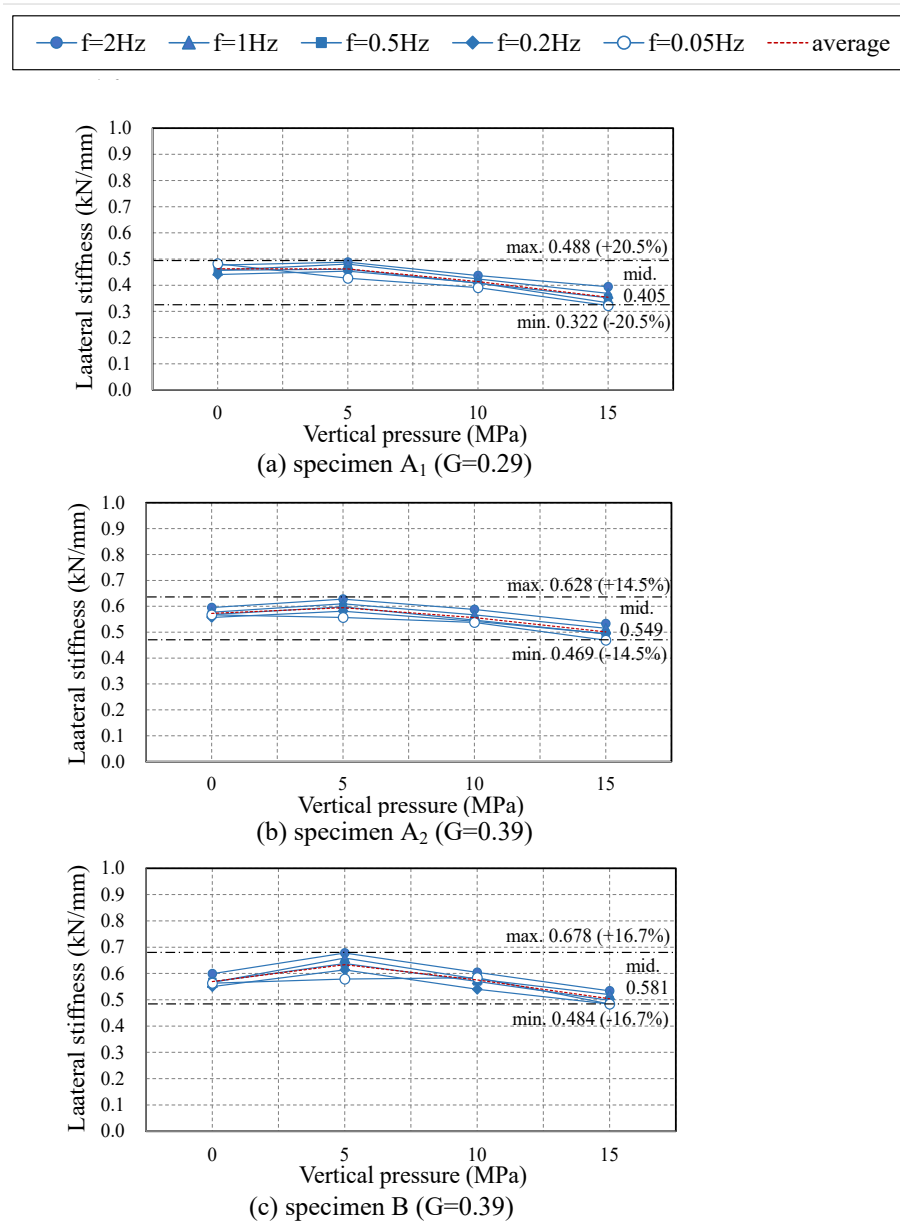 f=2Hz f=1Hz f=0.5Hz f=0.2Hz f=0.05Hz average
Laateral stiffness (kN/mm)
1.0
0.9
0.8
0.7
0.6
0.5
0.4
0.3
0.2
0.1
0.0
max. 0.488 (+20.5%)
mid.
0.405
min. 0.322 (-20.5%)
0 5 10 15
Vertical pressure (MPa)
(a) specimen A1 (G=0.29)
Laateral stiffness (kN/mm)
1.0
0.9
0.8
0.7
0.6
0.5
0.4
0.3
0.2
0.1
0.0
max. 0.628 (+14.5%)
mid.
0.549
min. 0.469 (-14.5%)
0 5 10 15
Vertical pressure (MPa)
(b) specimen A2 (G=0.39)
Laateral stiffness (kN/mm)
1.0
0.9
0.8
0.7
0.6
0.5
0.4
0.3
0.2
0.1
0.0
max. 0.678 (+16.7%)
mid.
0.581
min. 0.484 (-16.7%)
0 5 10 15
Vertical pressure (MPa)
(c) specimen B (G=0.39)